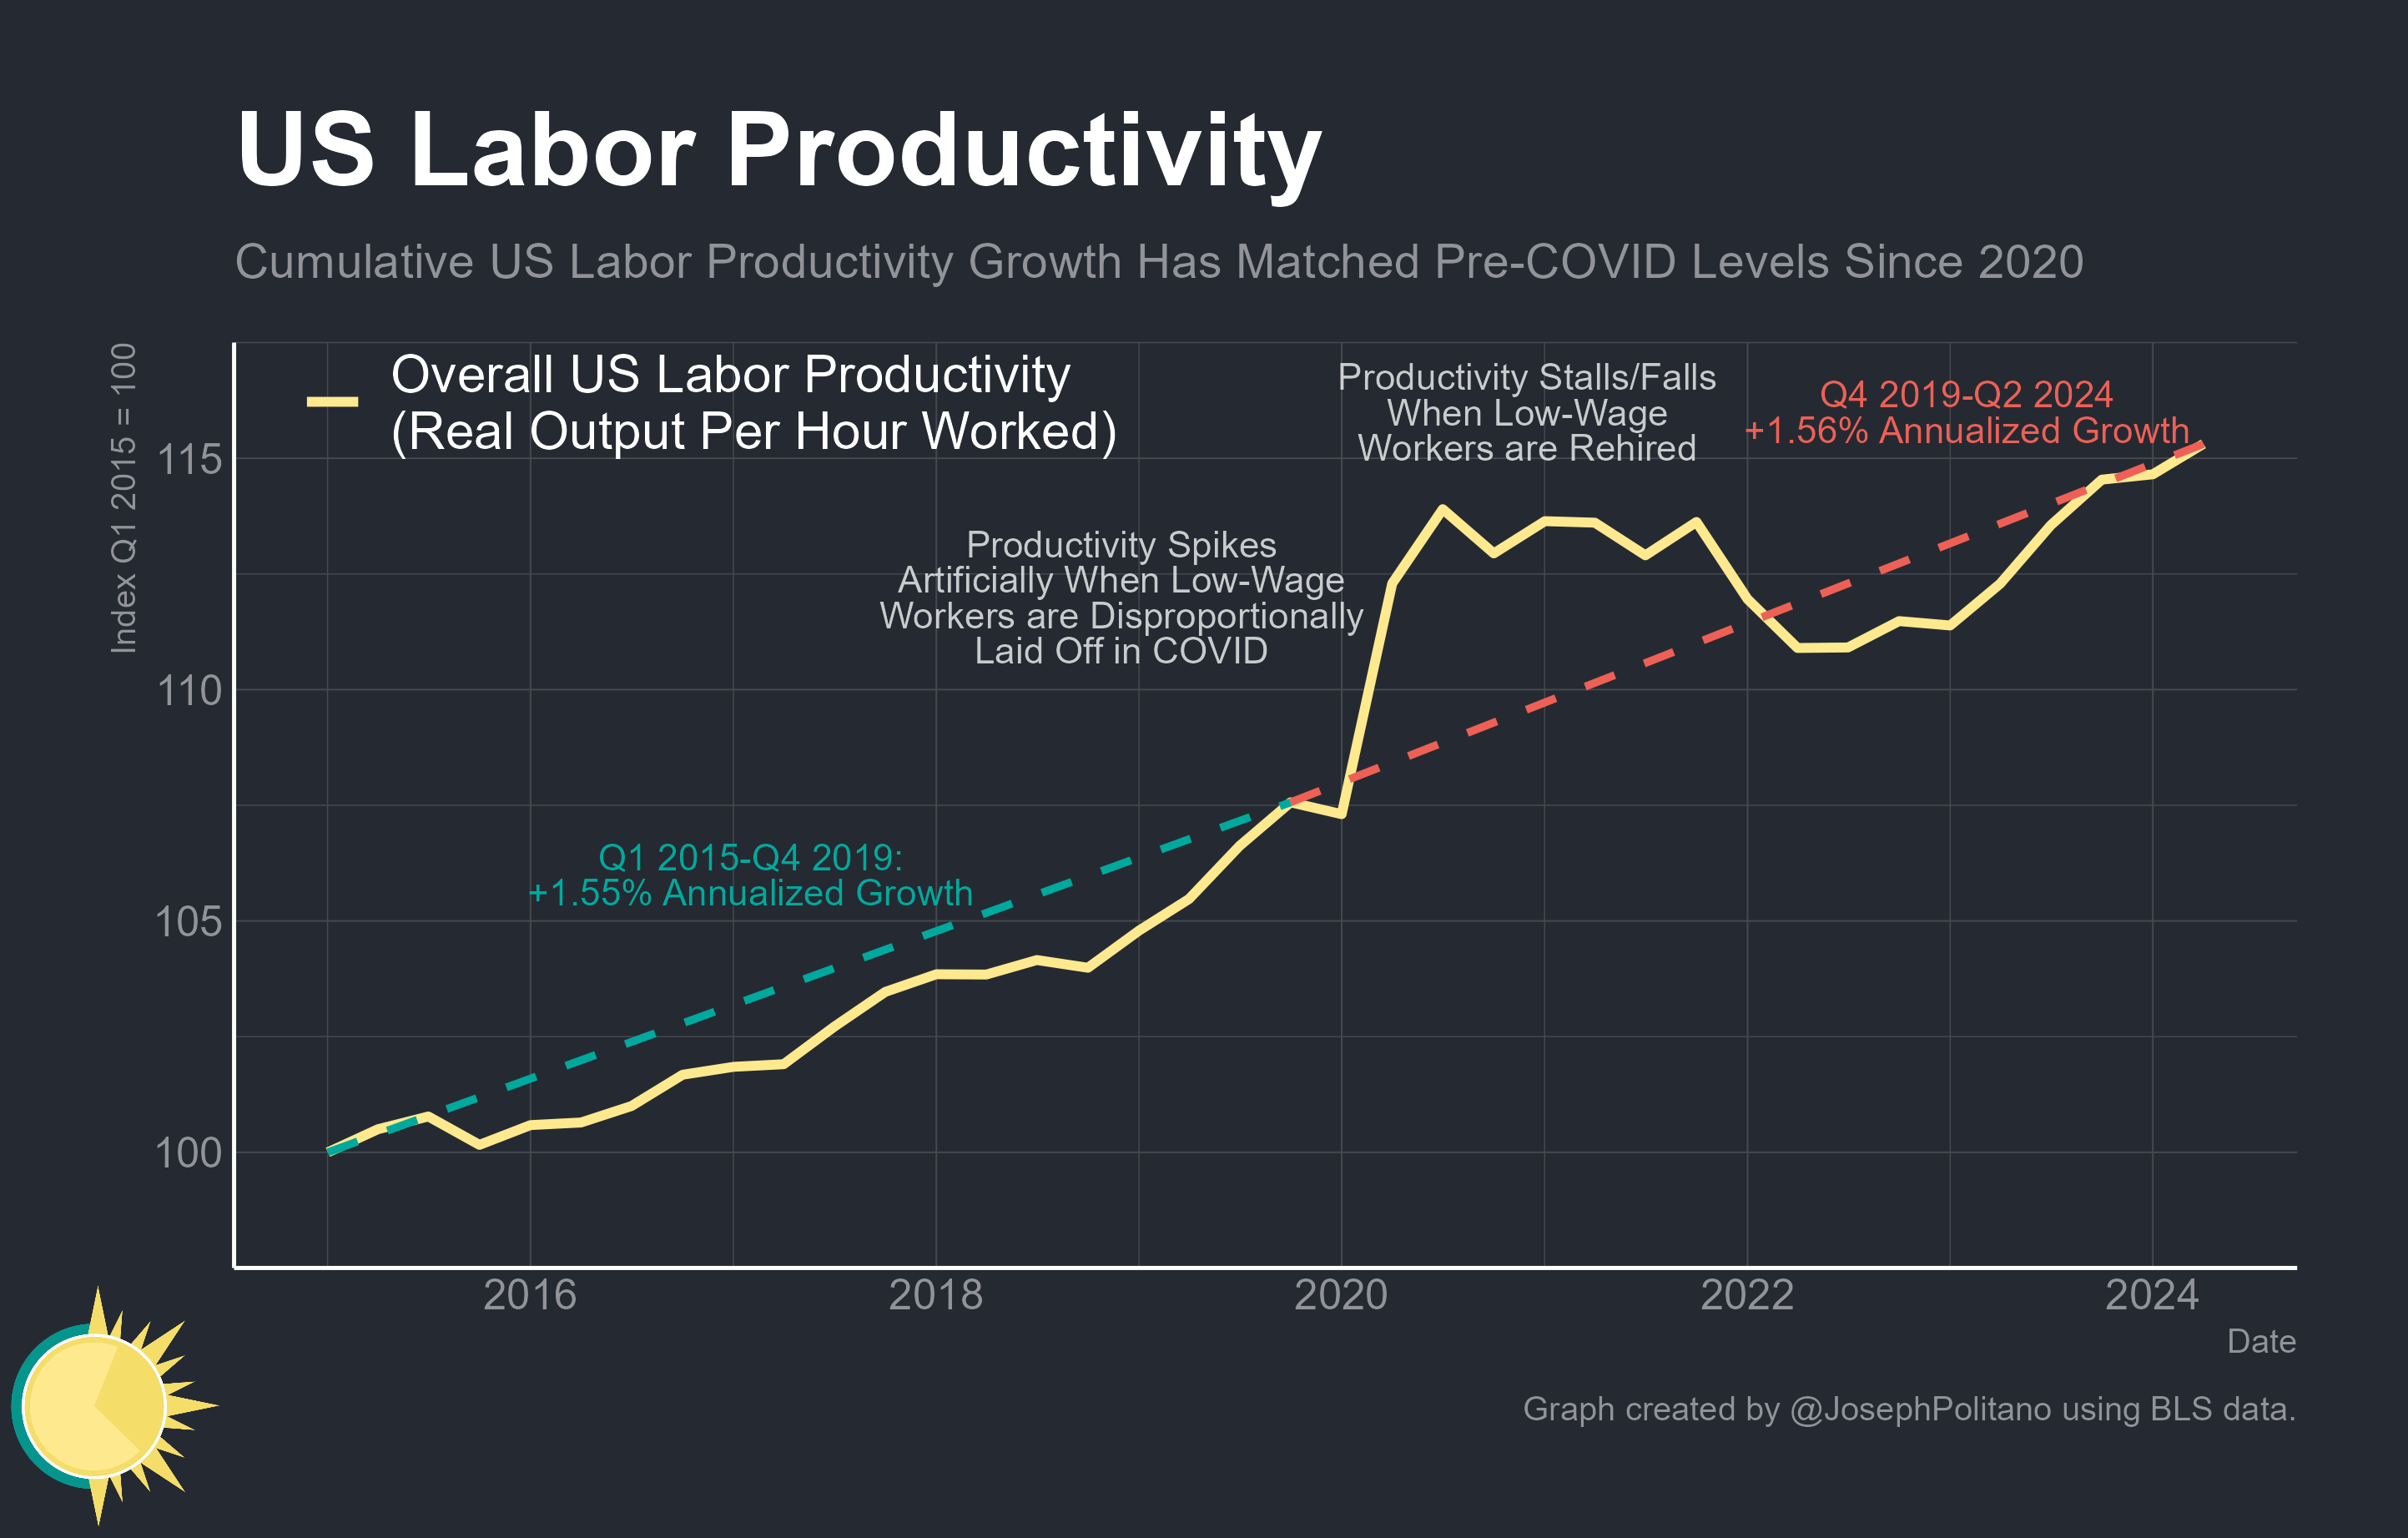 US Labor Productivity
Cumulative US Labor Productivity Growth Has Matched Pre-COVID Levels Since 2020
Index Q1 2015 = 100
Overall US Labor Productivity
(Real Output Per Hour Worked)
Productivity Stalls/Falls
When Low-Wage
Workers are Rehired
Q4 2019-Q2 2024
+1.56% Annualized Growth
Productivity Spikes
Artificially When Low-Wage
Workers are Disproportionally
Laid Off in COVID
Q1 2015-Q4 2019:
+1.55% Annualized Growth
115
110
105
100
2016
2018
2020
2022
2024
Date
Graph created by @JosephPolitano using BLS data.